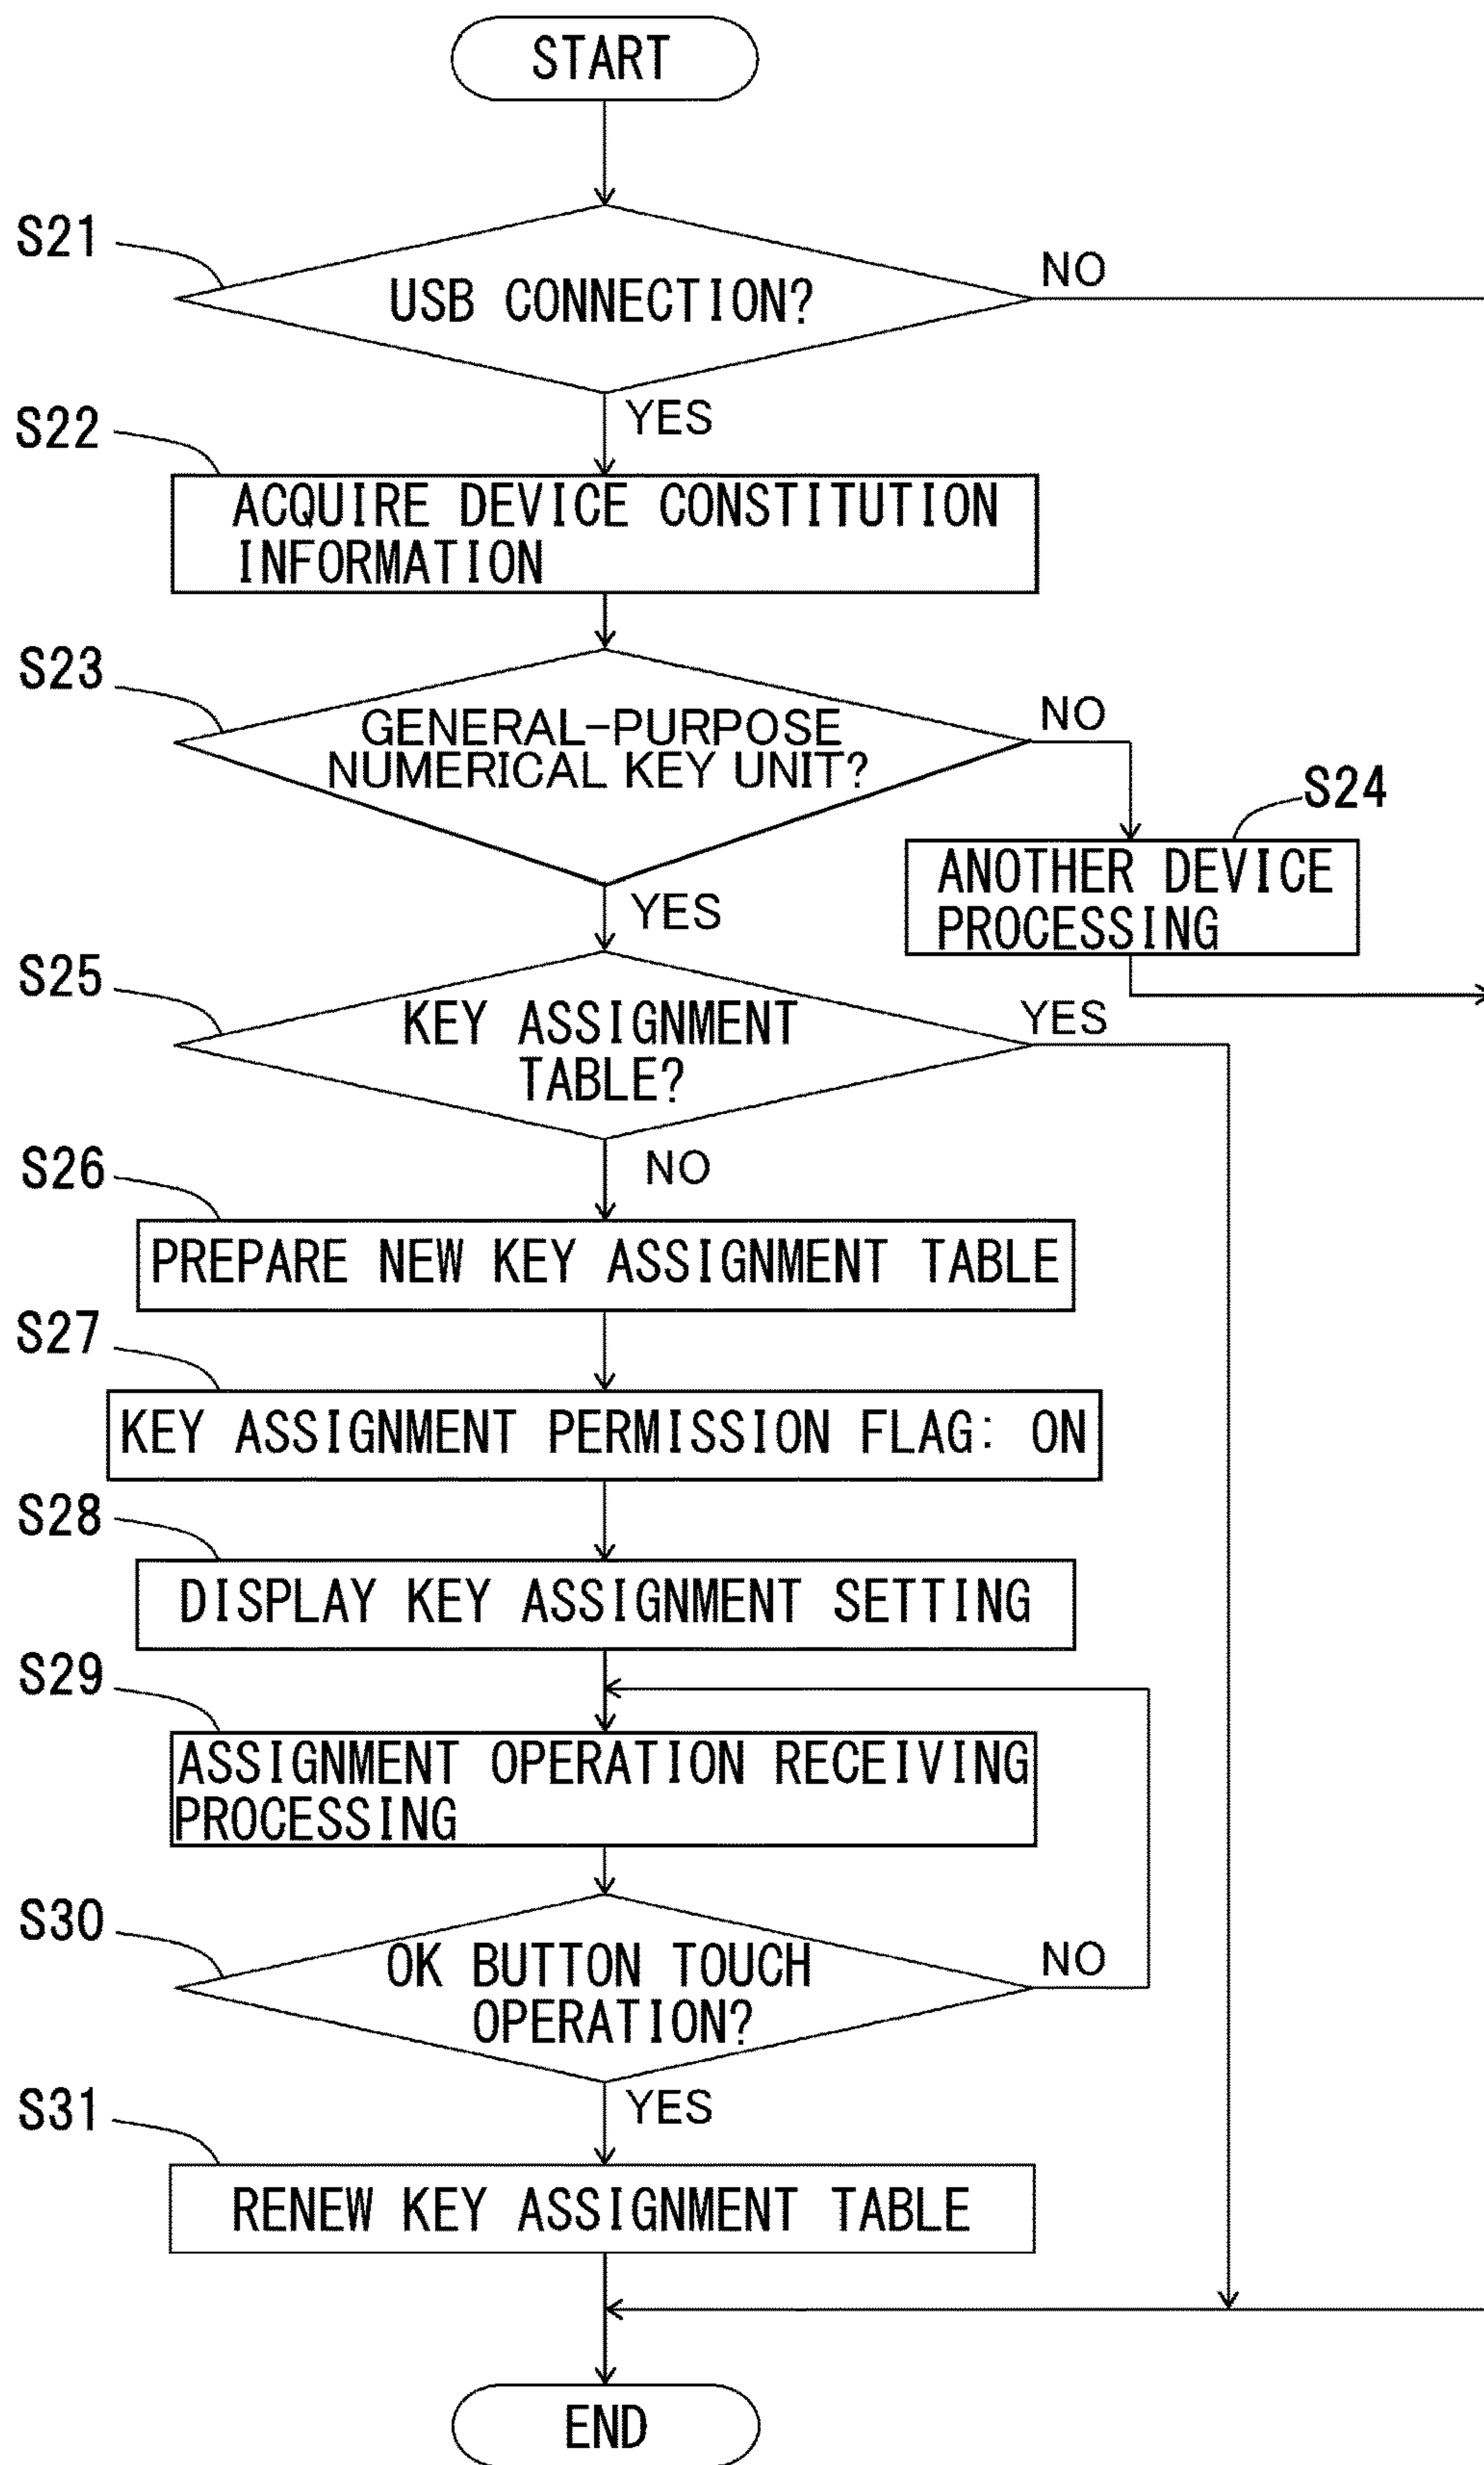 START
S21
USB CONNECTION?
NO
YES
S22
ACQUIRE DEVICE CONSTITUTION
INFORMATION
S23
GENERAL-PURPOSE
NUMERICAL KEY UNIT?
NO
S24
ANOTHER DEVICE
PROCESSING
YES
S25
KEY ASSIGNMENT
TABLE?
YES
NO
S26
PREPARE NEW KEY ASSIGNMENT TABLE
S27
KEY ASSIGNMENT PERMISSION FLAG: ON
S28
DISPLAY KEY ASSIGNMENT SETTING
S29
ASSIGNMENT OPERATION RECEIVING
PROCESSING
S30
OK BUTTON TOUCH
OPERATION?
NO
YES
S31
RENEW KEY ASSIGNMENT TABLE
END